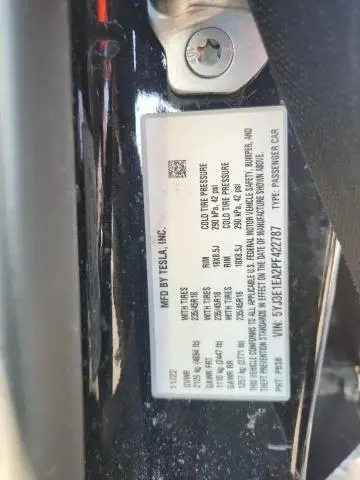 MFD BY TESLA, INC.
11/22
GVWR
2129 kg (4694 lb) WITH TIRES RIM COLD TIRE PRESSURE
GAWR FRT 235/45R18 18X8.5J 290 kPa, 42 psi
1110 kg (2447 lb) WITH TIRES RIM COLD TIRE PRESSURE
GAWR RR 235/45R18 18X8.5J 290 kPa, 42 psi
1257 kg (2771 lb)
THIS VEHICLE CONFORMS TO ALL APPLICABLE U.S. FEDERAL MOTOR VEHICLE SAFETY, BUMPER, AND
THEFT PREVENTION STANDARDS IN EFFECT ON THE DATE OF MANUFACTURE SHOWN ABOVE.
VIN: 5YJ3E1EA2PF422787 TYPE: PASSENGER CAR
PNT: PBSB